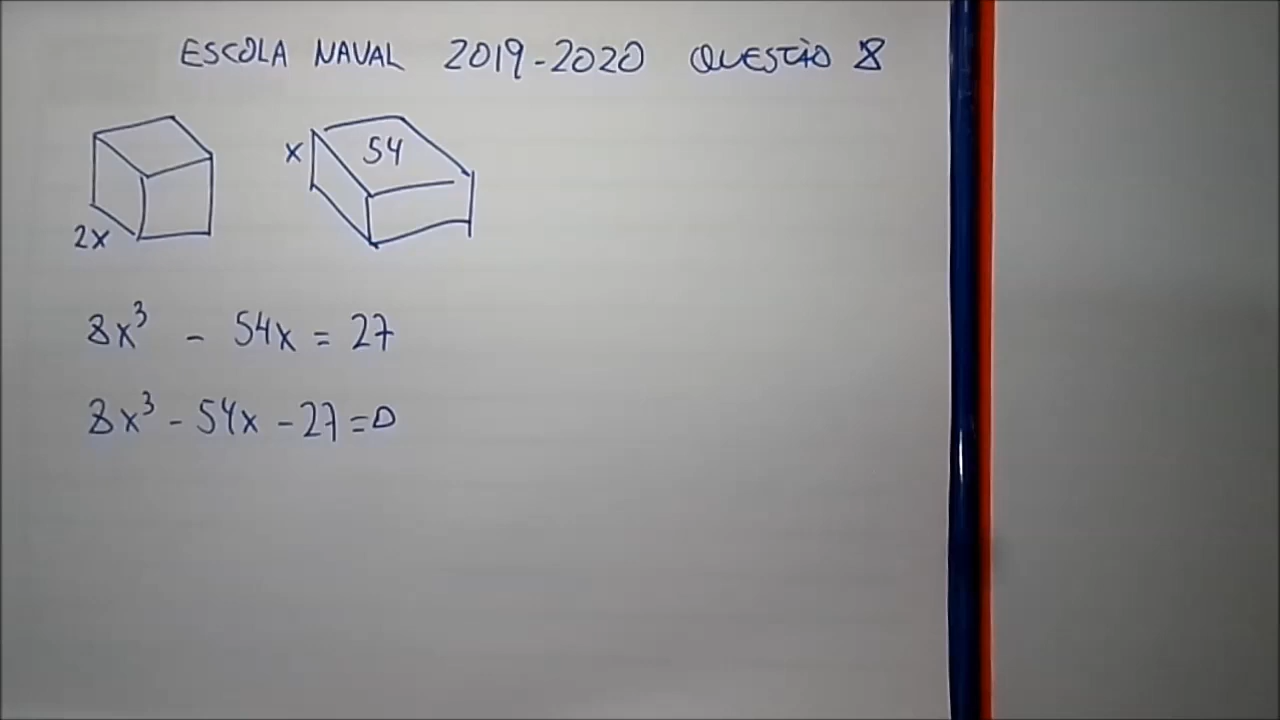 ESCOLA NAVAL 2019-2020 QUESTÃO 8
x
54
2x
8x³ - 54x = 27
8x³ - 54x - 27 = 0